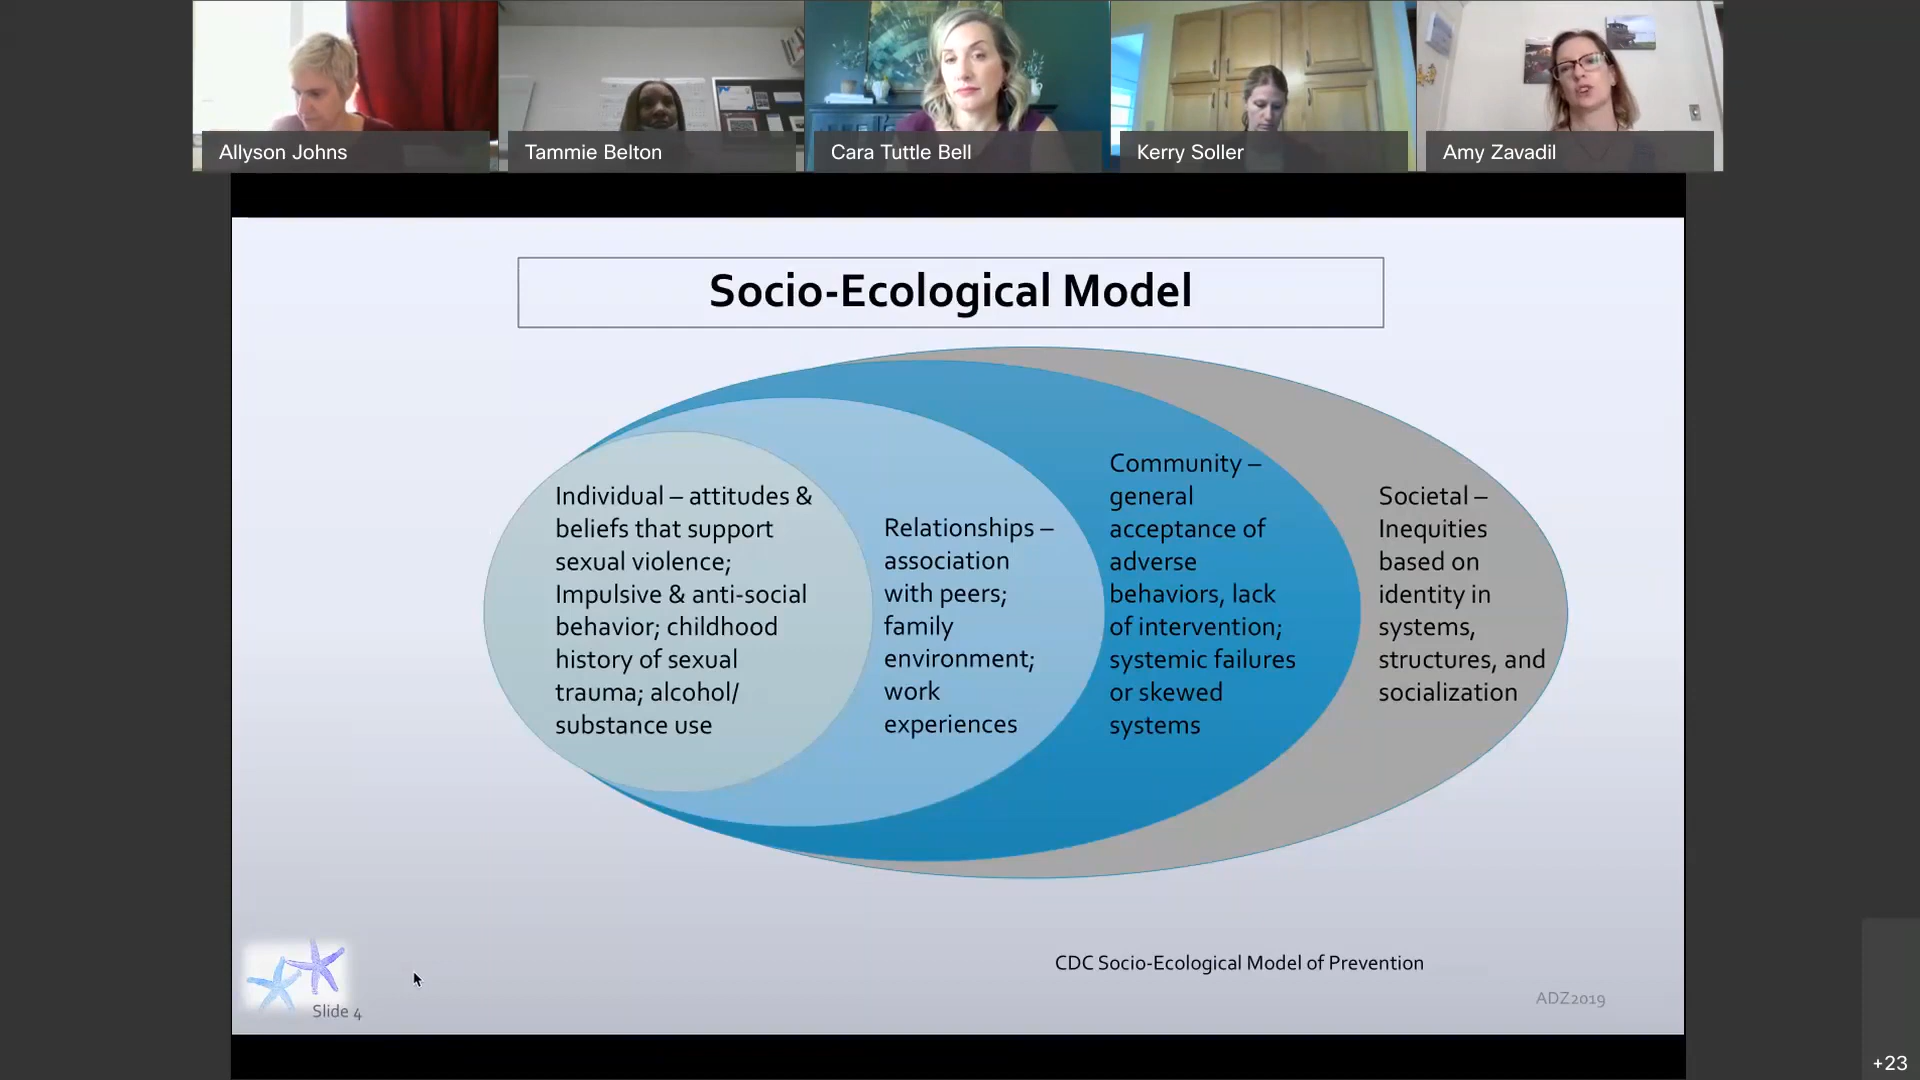 Allyson Johns
Tammie Belton
Cara Tuttle Bell
Kerry Soller
Amy Zavadil
Socio-Ecological Model
Individual – attitudes &
beliefs that support
sexual violence;
Impulsive & anti-social
behavior; childhood
history of sexual
trauma; alcohol/
substance use
Relationships –
association
with peers;
family
environment;
work
experiences
Community –
general
acceptance of
adverse
behaviors, lack
of intervention;
systemic failures
or skewed
systems
Societal –
Inequities
based on
identity in
systems,
structures, and
socialization
CDC Socio-Ecological Model of Prevention
Slide 4
ADZ2019
+23